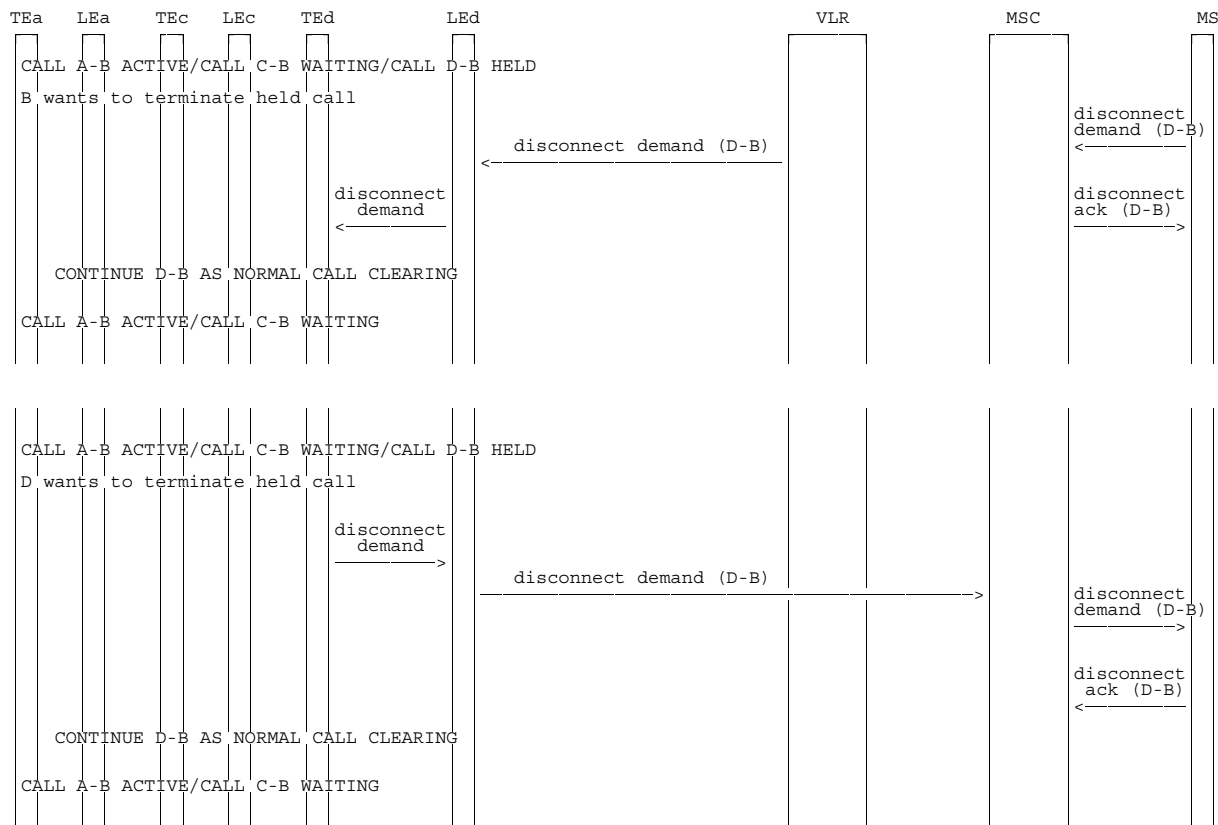 TEa LEa TEc LEc TEd LEd VLR MSC MS
CALL A-B ACTIVE/CALL C-B WAITING/CALL D-B HELD
B wants to terminate held call
disconnect
demand (D-B)
disconnect demand (D-B)
disconnect
demand
disconnect
ack (D-B)
CONTINUE D-B AS NORMAL CALL CLEARING
CALL A-B ACTIVE/CALL C-B WAITING
CALL A-B ACTIVE/CALL C-B WAITING/CALL D-B HELD
D wants to terminate held call
disconnect
demand
disconnect demand (D-B)
disconnect
demand (D-B)
disconnect
ack (D-B)
CONTINUE D-B AS NORMAL CALL CLEARING
CALL A-B ACTIVE/CALL C-B WAITING